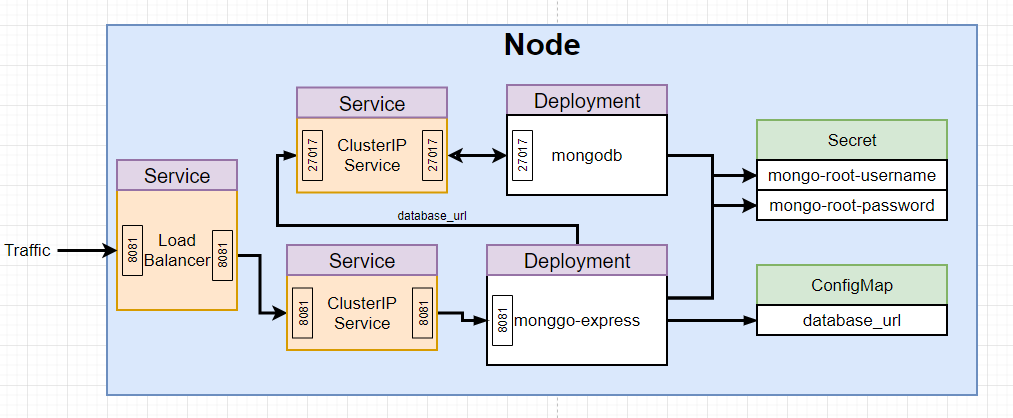 Node
Service
ClusterIP
Service
27017
27017
Deployment
mongodb
27017
Secret
mongo-root-username
mongo-root-password
Traffic
Service
Load
Balancer
8081
8081
database_url
Service
ClusterIP
Service
8081
8081
Deployment
monggo-express
8081
ConfigMap
database_url